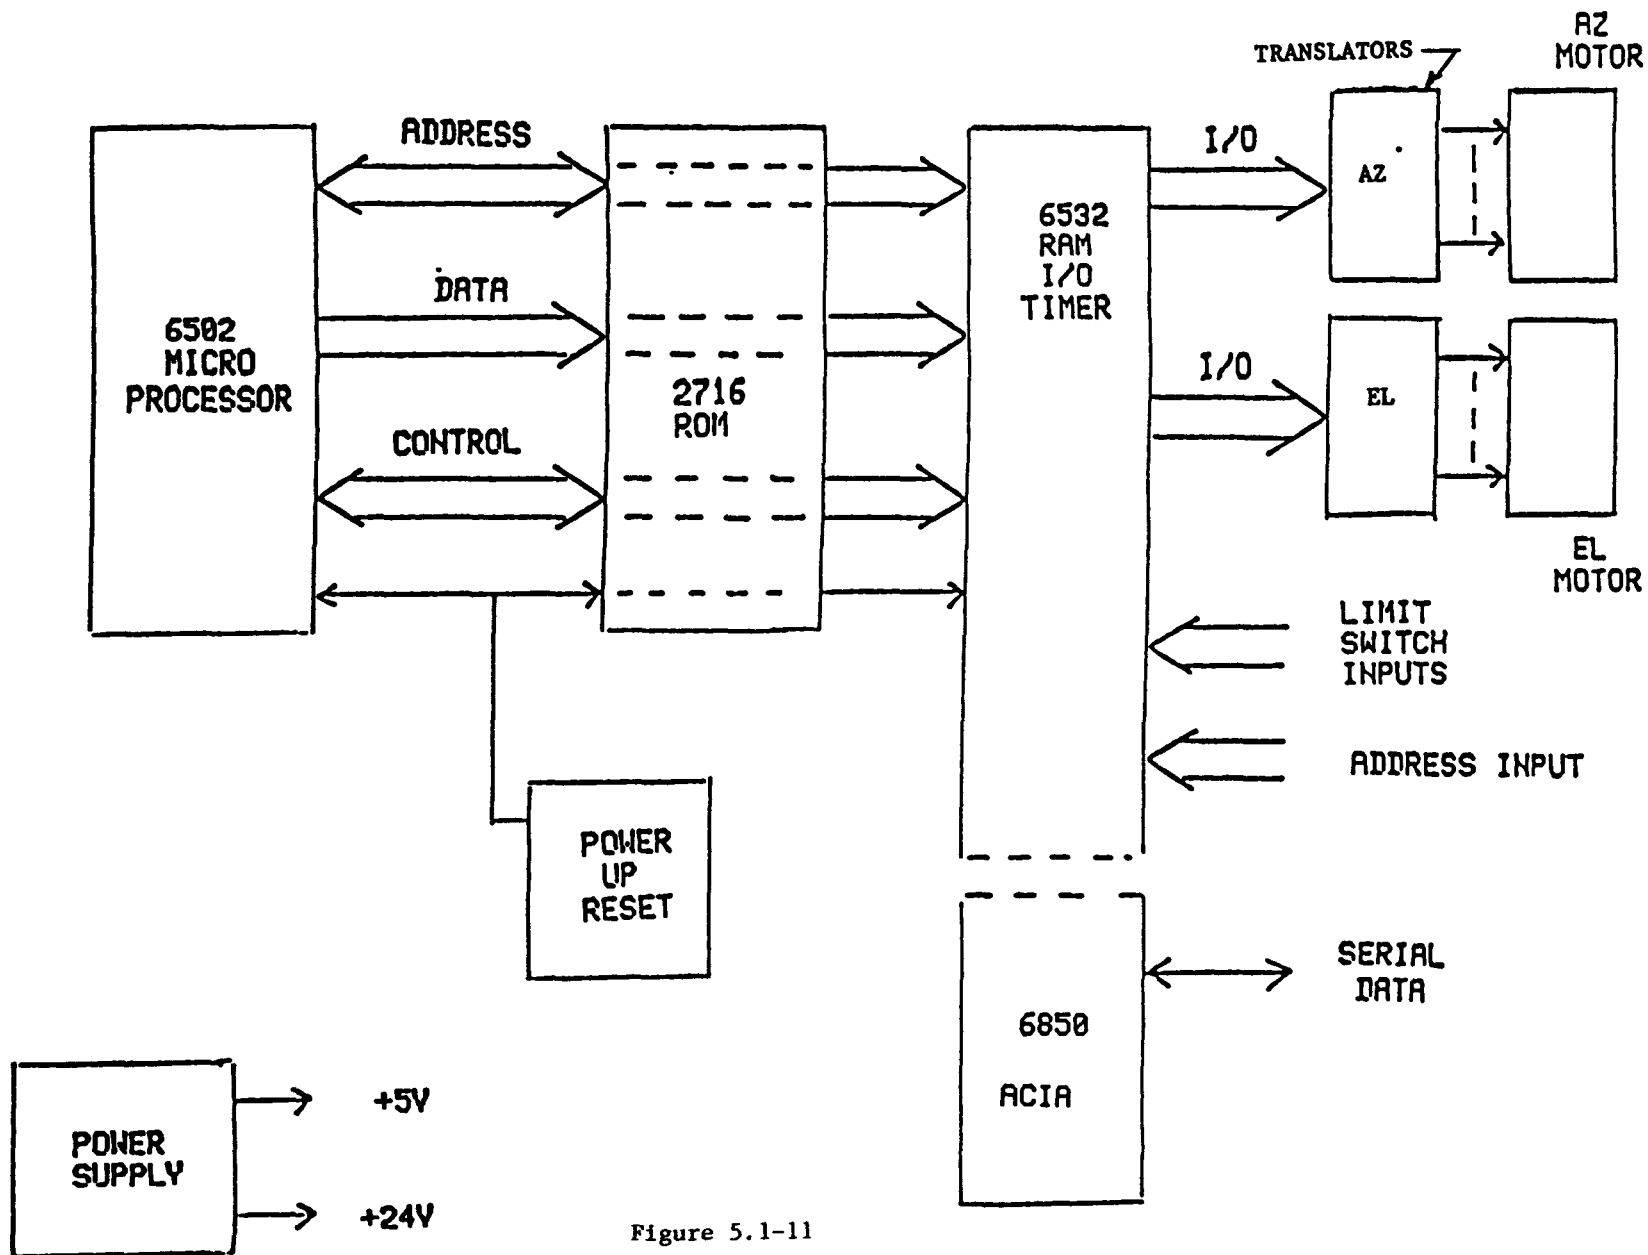 AZ
MOTOR
TRANSLATORS
ADDRESS
I/O
AZ
6532
RAM
I/O
TIMER
DATA
6502
MICRO
PROCESSOR
2716
ROM
I/O
EL
CONTROL
EL
MOTOR
LIMIT
SWITCH
INPUTS
ADDRESS INPUT
POWER
UP
RESET
SERIAL
DATA
6850
ACIA
+5V
POWER
SUPPLY
+24V
Figure 5.1-11